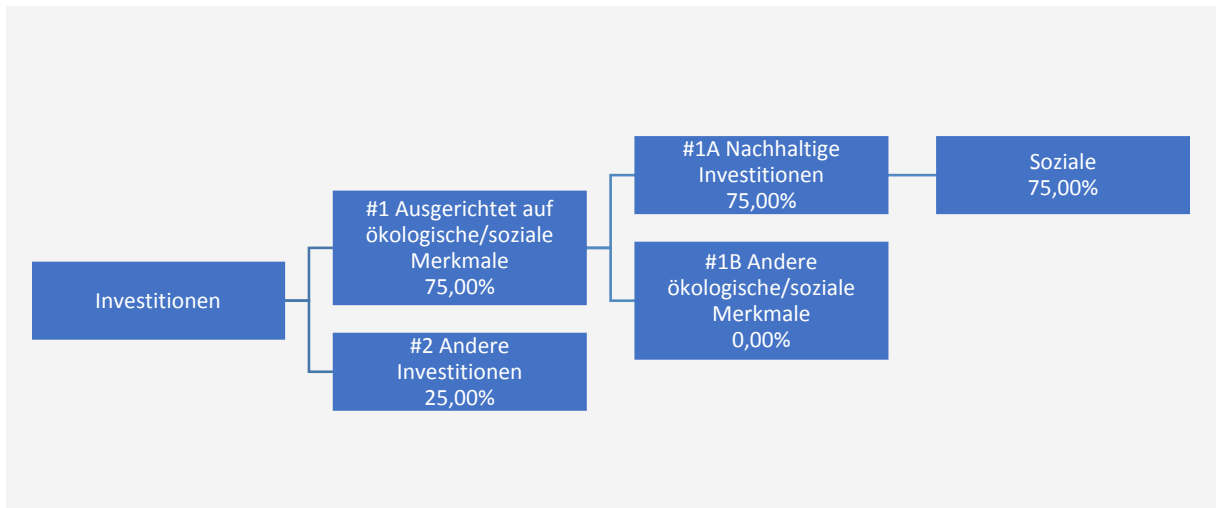 Investitionen
#1 Ausgerichtet auf
ökologische/soziale
Merkmale
75,00%
#2 Andere
Investitionen
25,00%
#1A Nachhaltige
Investitionen
75,00%
#1B Andere
ökologische/soziale
Merkmale
0,00%
Soziale
75,00%